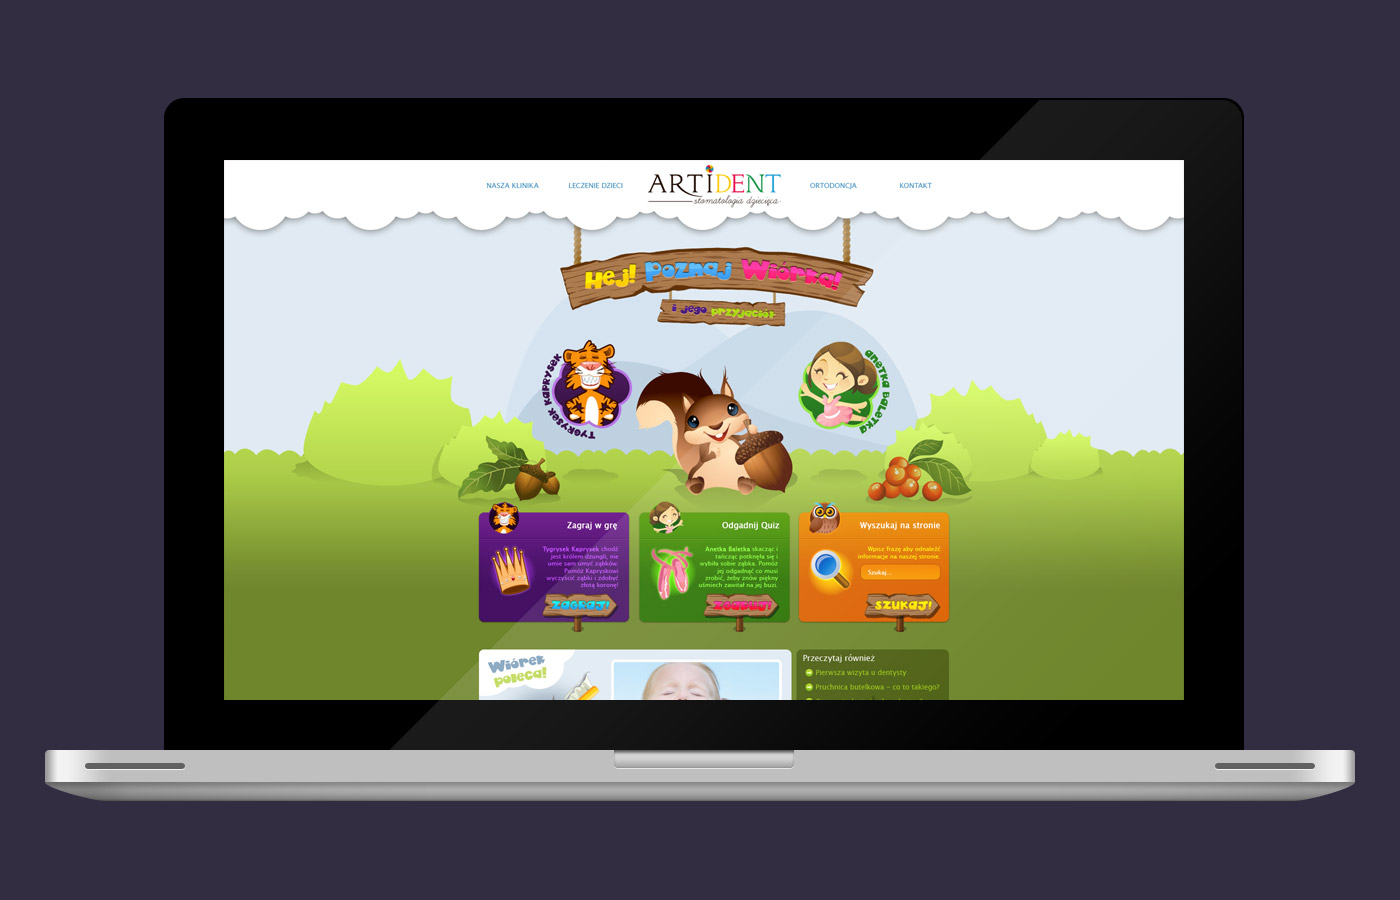 NASZA KLINIKA
LECZENIE DZIECI
ARTIDENT
stomatologia dziecięca
ORTODONCJA
KONTAKT
Hej! Poznaj Wiórka!
i jego przyjaciół
Tygrysek Kaprysek
Anetka Baletka
Zagraj w grę
Tygrysek Kaprysek chodź
jest królem dżungli, nie
umie sam umyć ząbków.
Pomóż Kapryskowi
wyczyścić ząbki i zdobyć
złotą koronę!
ZAGRAJ!
Odgadnij Quiz
Anetka Baletka skacząc i
tańcząc potknęła się i
wybiła sobie ząbka. Pomóż
jej odgadnąć co musi
zrobić, żeby znów piękny
uśmiech zawitał na jej buzi.
Wyszukaj na stronie
Wpisz frazę aby odnaleźć
informacje na naszej stronie.
Szukaj...
SZUKAJ!
Wiórek
poleca!
Przeczytaj również
Pierwsza wizyta u dentysty
Pruchnica butelkowa – co to takiego?